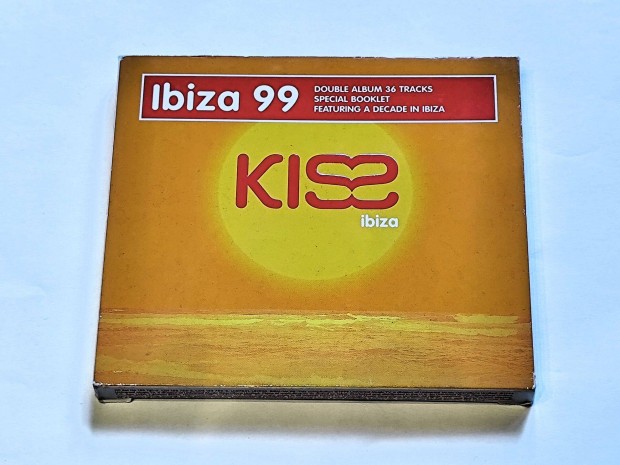 Ibiza 99
DOUBLE ALBUM 36 TRACKS
SPECIAL BOOKLET
FEATURING A DECADE IN IBIZA
KISS
ibiza